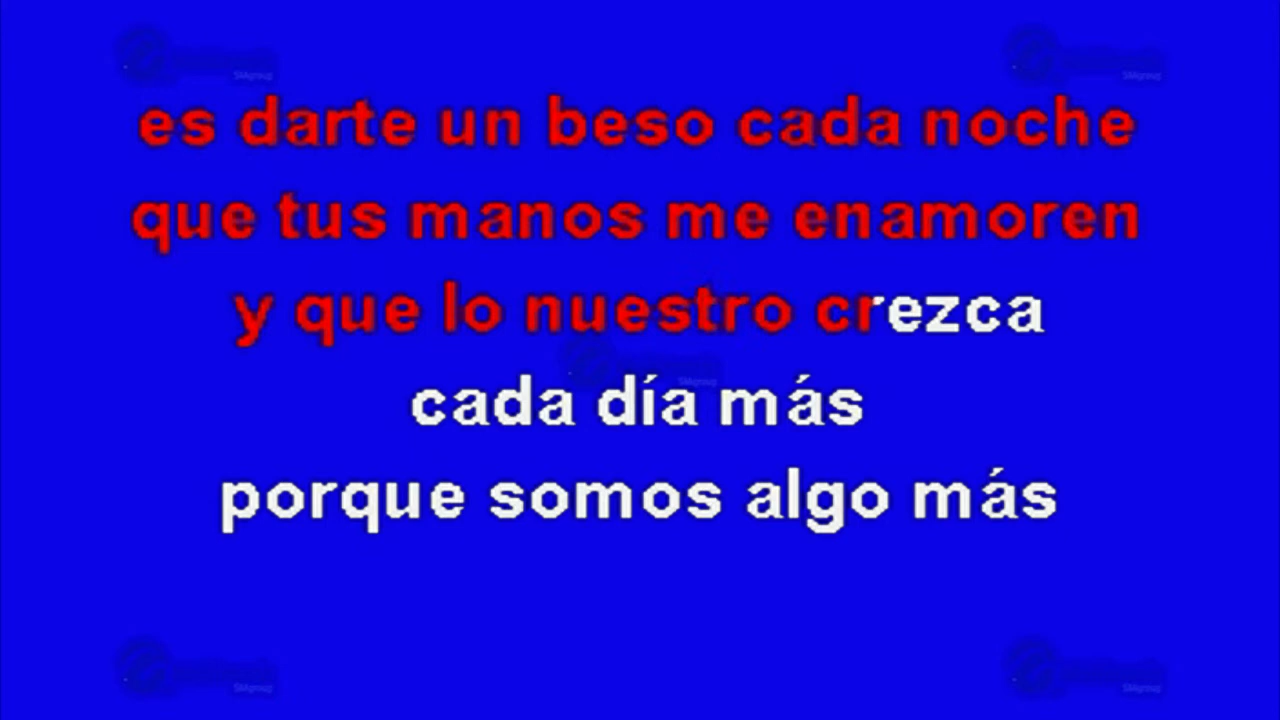 es darte un beso cada noche
que tus manos me enamoren
y que lo nuestro crezca
cada día más
porque somos algo más